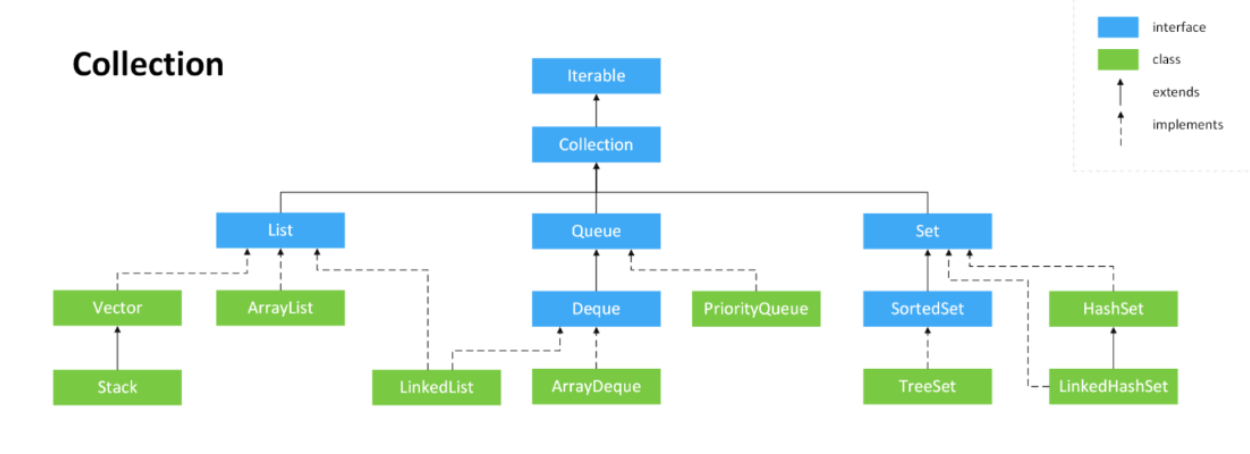 Collection
interface
class
extends
implements
Iterable
Collection
List
Queue
Set
Vector
ArrayList
Deque
PriorityQueue
SortedSet
HashSet
Stack
LinkedList
ArrayDeque
TreeSet
LinkedHashSet